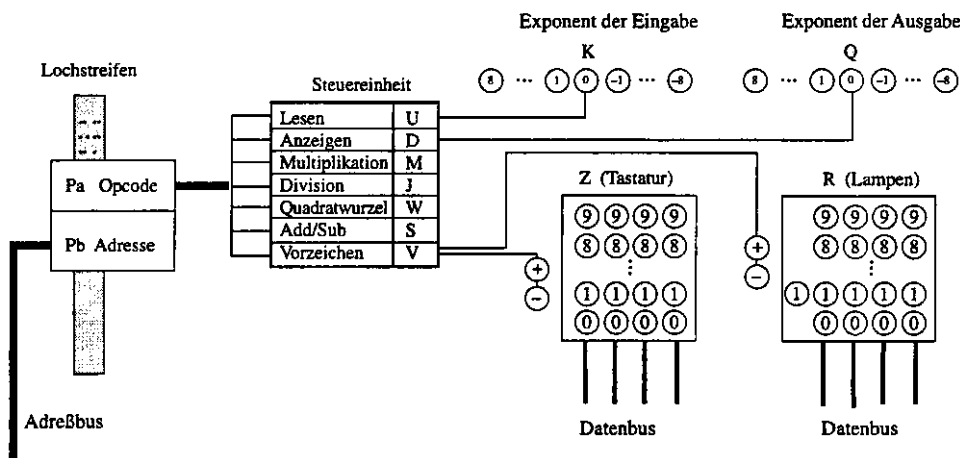 Exponent der Eingabe
Exponent der Ausgabe
K
Q
8 ... 1 0 -1 ... -8
8 ... 1 0 -1 ... -8
Lochstreifen
Steuereinheit
Lesen U
Anzeigen D
Multiplikation M
Division J
Quadratwurzel W
Add/Sub S
Vorzeichen V
Pa Opcode
Pb Adresse
Z (Tastatur)
R (Lampen)
9 9 9 9
8 8 8 8
...
1 1 1 1
0 0 0 0
+
-
9 9 9 9
8 8 8 8
...
1 1 1 1 1
0 0 0 0
+
-
Adreßbus
Datenbus
Datenbus